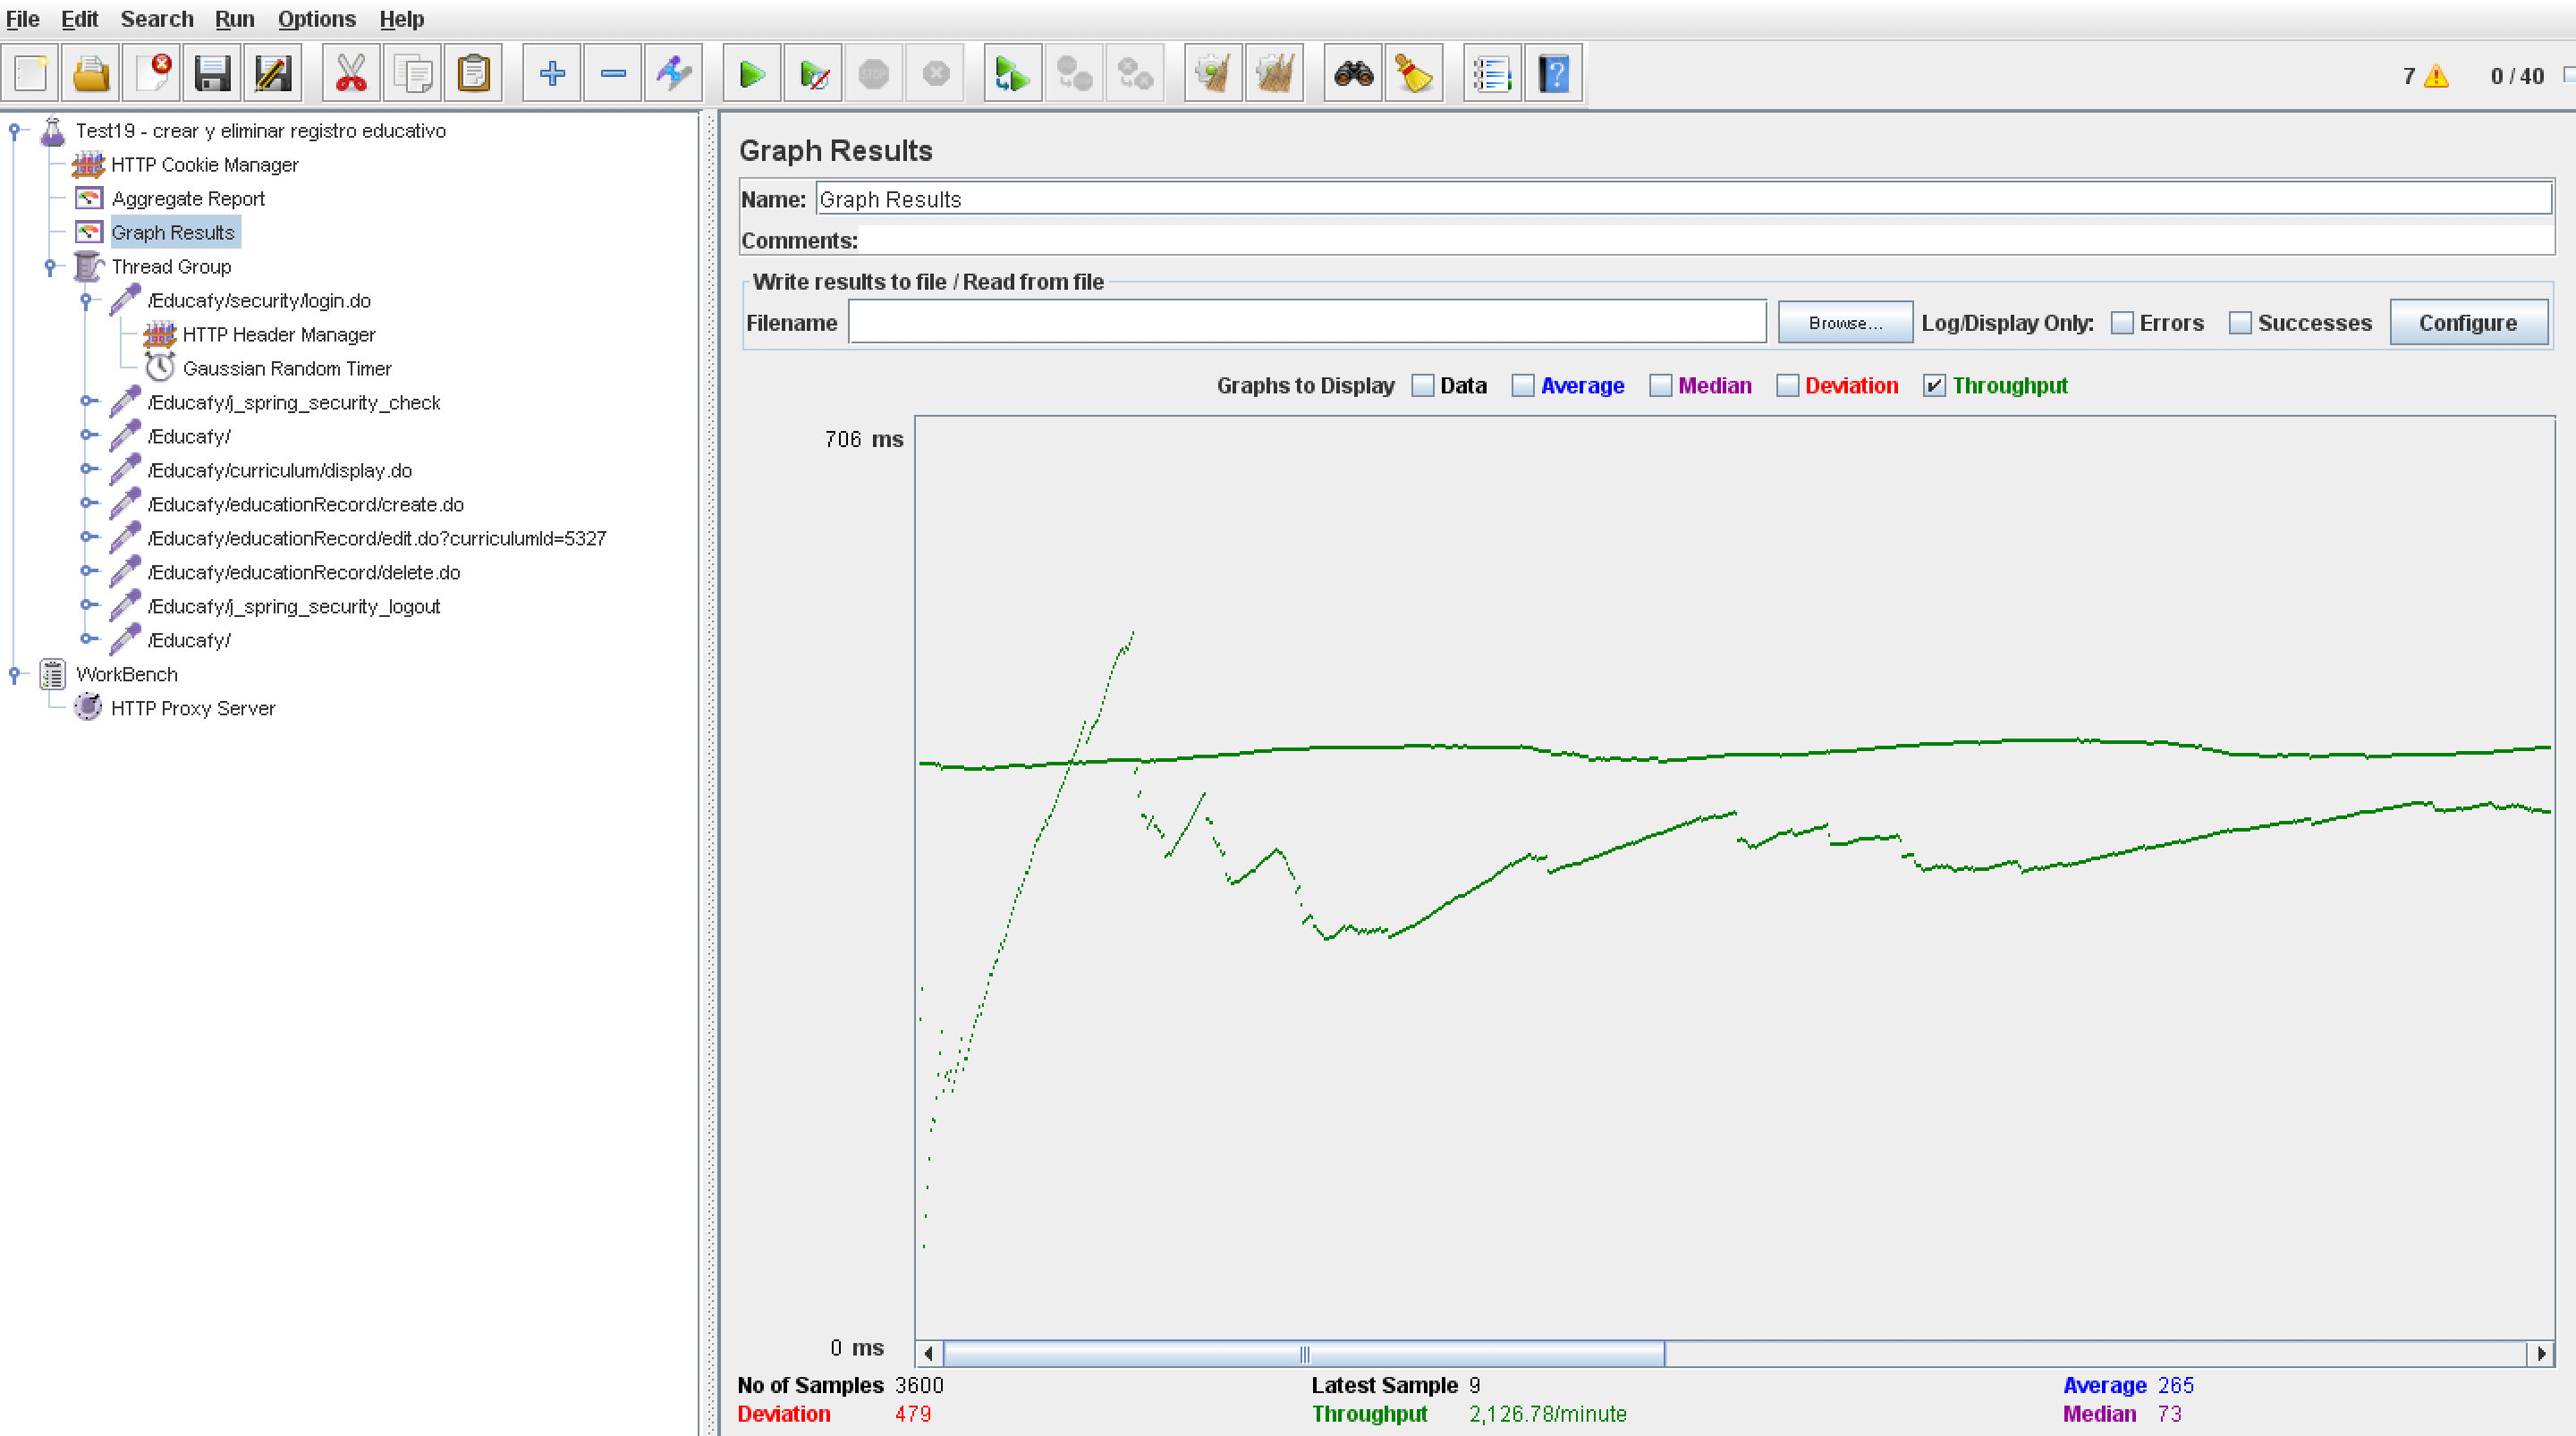 File Edit Search Run Options Help
STOP
7 0 / 40
Test19 - crear y eliminar registro educativo
HTTP Cookie Manager
Aggregate Report
Graph Results
Thread Group
/Educafy/security/login.do
HTTP Header Manager
Gaussian Random Timer
/Educafy/j_spring_security_check
/Educafy/
/Educafy/curriculum/display.do
/Educafy/educationRecord/create.do
/Educafy/educationRecord/edit.do?curriculumId=5327
/Educafy/educationRecord/delete.do
/Educafy/j_spring_security_logout
/Educafy/
WorkBench
HTTP Proxy Server
Graph Results
Name: Graph Results
Comments:
Write results to file / Read from file
Filename Browse... Log/Display Only: Errors Successes Configure
Graphs to Display Data Average Median Deviation Throughput
706 ms
0 ms
No of Samples 3600 Latest Sample 9 Average 265
Deviation 479 Throughput 2,126.78/minute Median 73